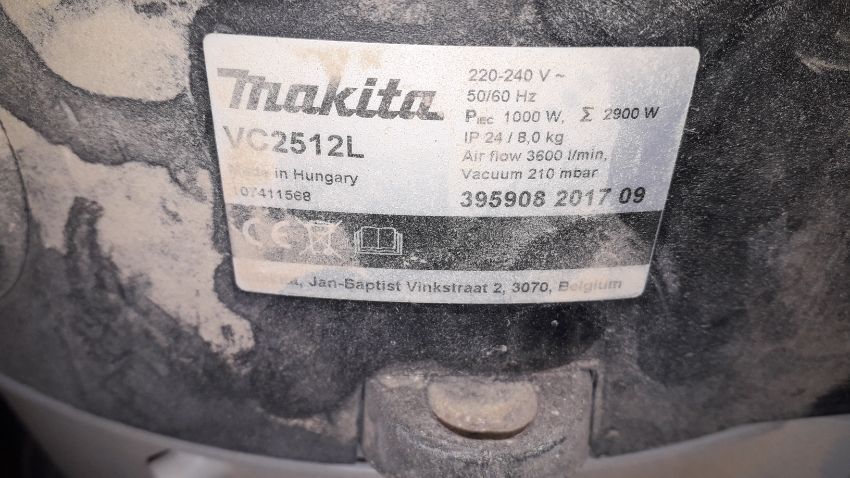 makita
VC2512L
Made in Hungary
107411568
220-240 V ~
50/60 Hz
PIEC 1000 W, Σ 2900 W
IP 24 / 8,0 kg
Air flow 3600 l/min,
Vacuum 210 mbar
395908 2017 09
CE
Jan-Baptist Vinkstraat 2, 3070, Belgium